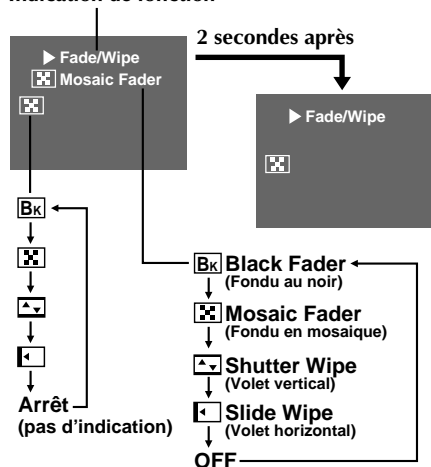 Indication de fonction
2 secondes après
▶ Fade/Wipe
Mosaic Fader
▶ Fade/Wipe
BK
Arrêt
(pas d'indication)
BK Black Fader
(Fondu au noir)
Mosaic Fader
(Fondu en mosaique)
Shutter Wipe
(Volet vertical)
Slide Wipe
(Volet horizontal)
OFF